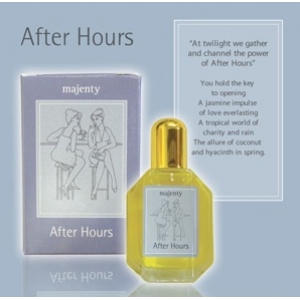 After Hours
"At twilight we gather
and channel the power
of After Hours"
You hold the key
to opening
A jasmine impulse
of love everlasting
A tropical world of
charity and rain
The allure of coconut
and hyacinth in spring.
majenty
After Hours
majenty
After Hours